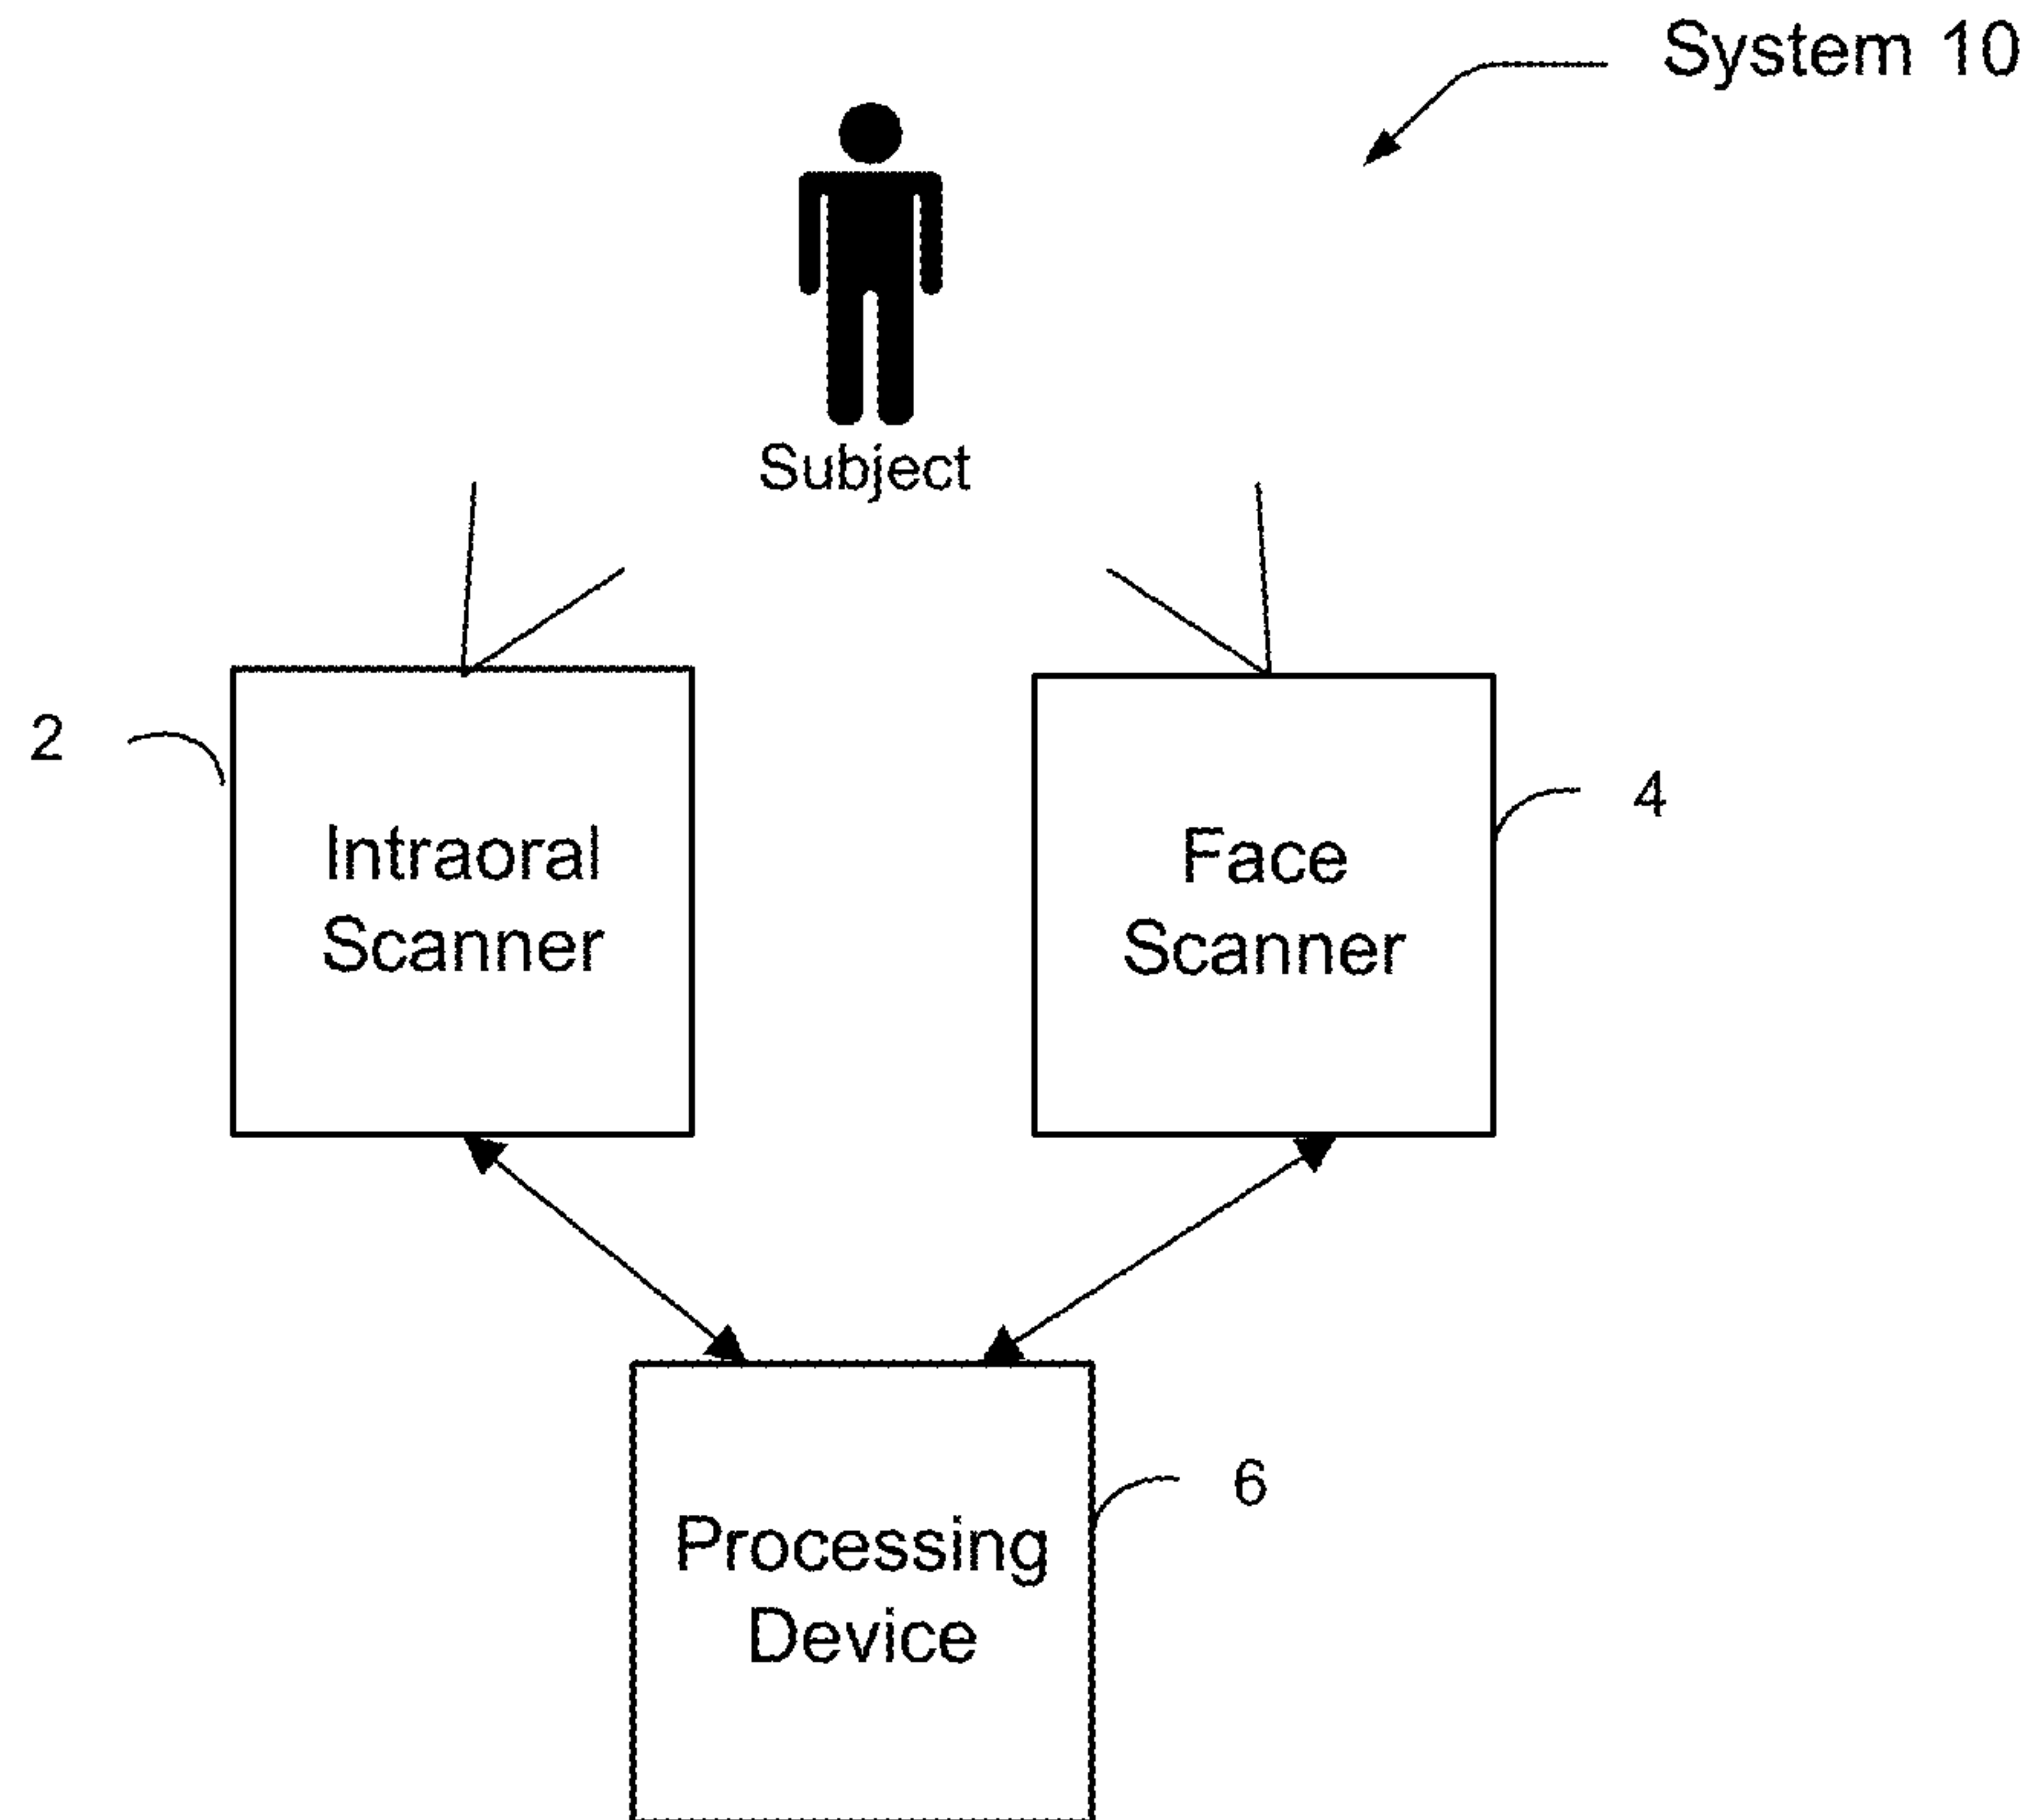 System 10
Subject
2
Intraoral
Scanner
Face
Scanner
4
Processing
Device
6